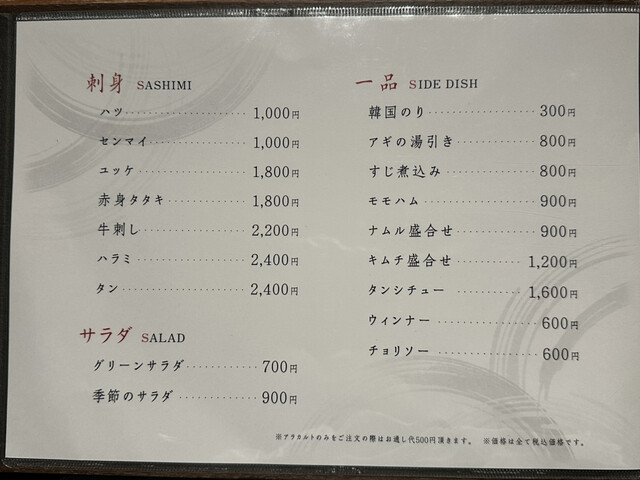 刺身 SASHIMI
ハツ 1,000円
センマイ 1,000円
ユッケ 1,800円
赤身タタキ 1,800円
牛刺し 2,200円
ハラミ 2,400円
タン 2,400円
サラダ SALAD
グリーンサラダ 700円
季節のサラダ 900円
一品 SIDE DISH
韓国のり 300円
アギの湯引き 800円
すじ煮込み 800円
モモハム 900円
ナムル盛合せ 900円
キムチ盛合せ 1,200円
タンシチュー 1,600円
ウィンナー 600円
チョリソー 600円
※アラカルトのみをご注文の際はお通し代500円頂きます。 ※価格は全て税込価格です。